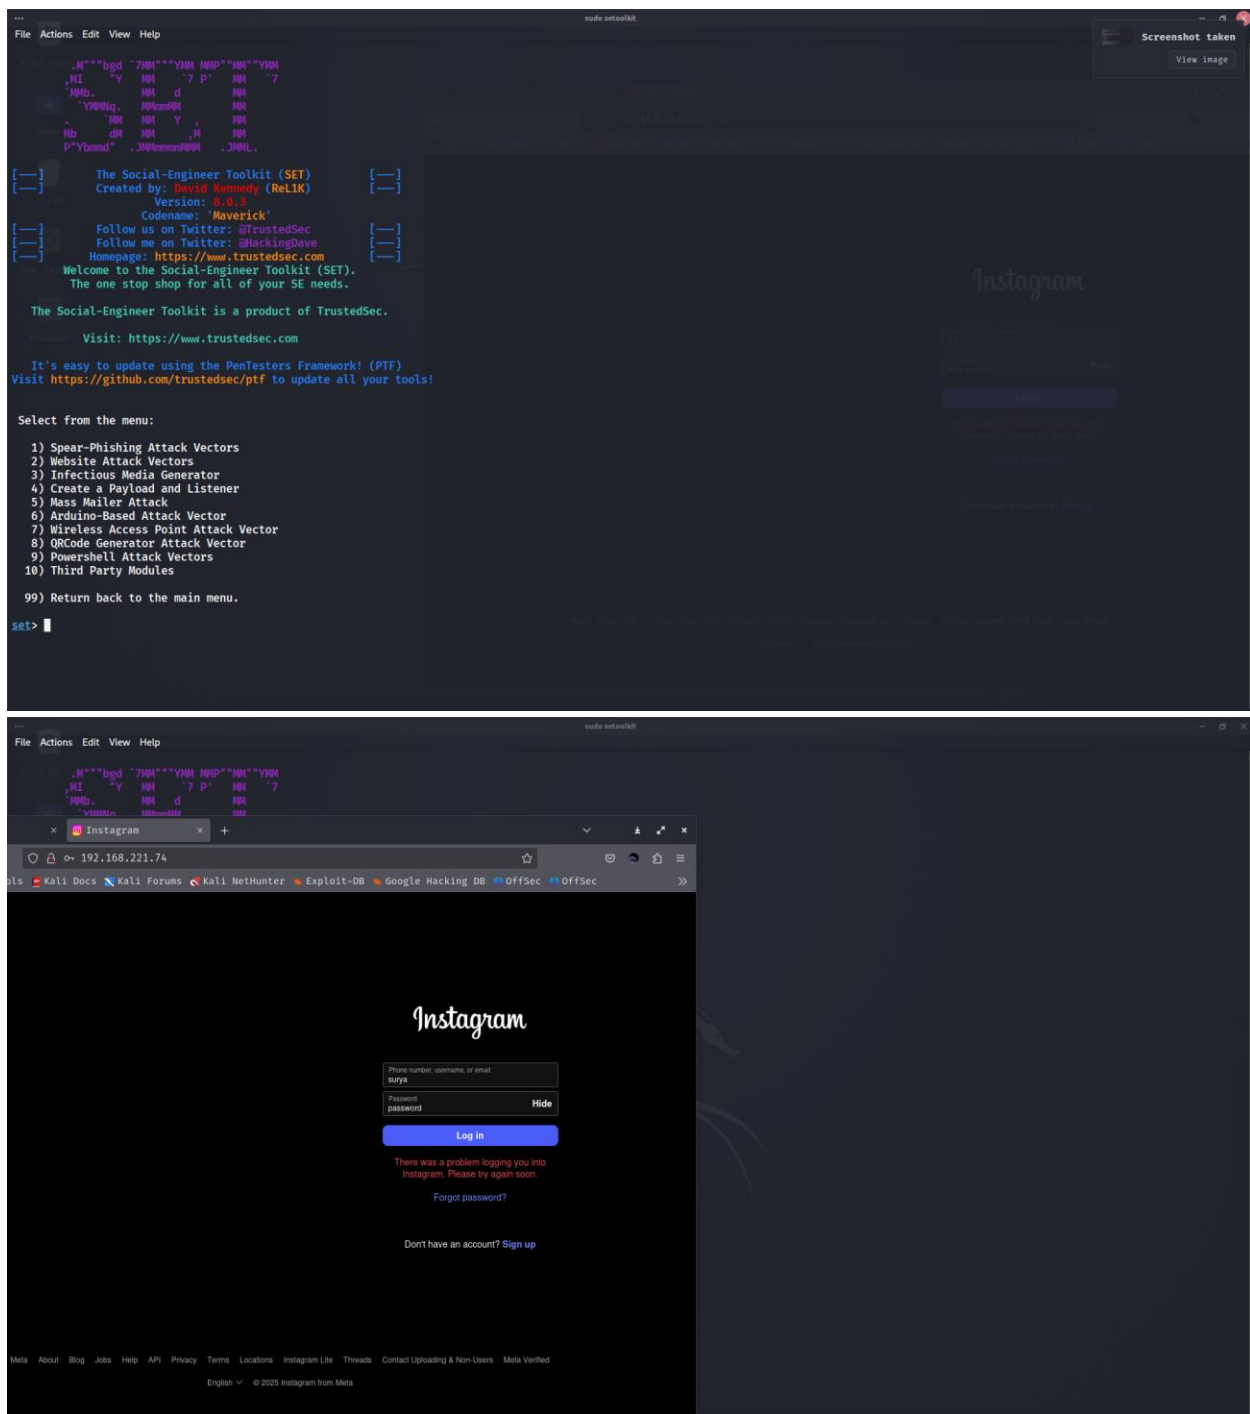 sudo setoolkit
File Actions Edit View Help
Screenshot taken
View image
[---] The Social-Engineer Toolkit (SET) [---]
[---] Created by: David Kennedy (ReL1K) [---]
Version: 8.0.3
Codename: 'Maverick'
[---] Follow us on Twitter: @TrustedSec [---]
[---] Follow me on Twitter: @HackingDave [---]
[---] Homepage: https://www.trustedsec.com [---]
Welcome to the Social-Engineer Toolkit (SET).
The one stop shop for all of your SE needs.
The Social-Engineer Toolkit is a product of TrustedSec.
Visit: https://www.trustedsec.com
It's easy to update using the PenTesters Framework! (PTF)
Visit https://github.com/trustedsec/ptf to update all your tools!
Select from the menu:
1) Spear-Phishing Attack Vectors
2) Website Attack Vectors
3) Infectious Media Generator
4) Create a Payload and Listener
5) Mass Mailer Attack
6) Arduino-Based Attack Vector
7) Wireless Access Point Attack Vector
8) QRCode Generator Attack Vector
9) Powershell Attack Vectors
10) Third Party Modules
99) Return back to the main menu.
set>
Instagram
sudo setoolkit
File Actions Edit View Help
Instagram
192.168.221.74
ols Kali Docs Kali Forums Kali NetHunter Exploit-DB Google Hacking DB OffSec OffSec
Instagram
Phone number, username, or email
surya
Password
password
Hide
Log in
There was a problem logging you into
Instagram. Please try again soon.
Forgot password?
Don't have an account? Sign up
Meta About Blog Jobs Help API Privacy Terms Locations Instagram Lite Threads Contact Uploading & Non-Users Meta Verified
English © 2025 Instagram from Meta